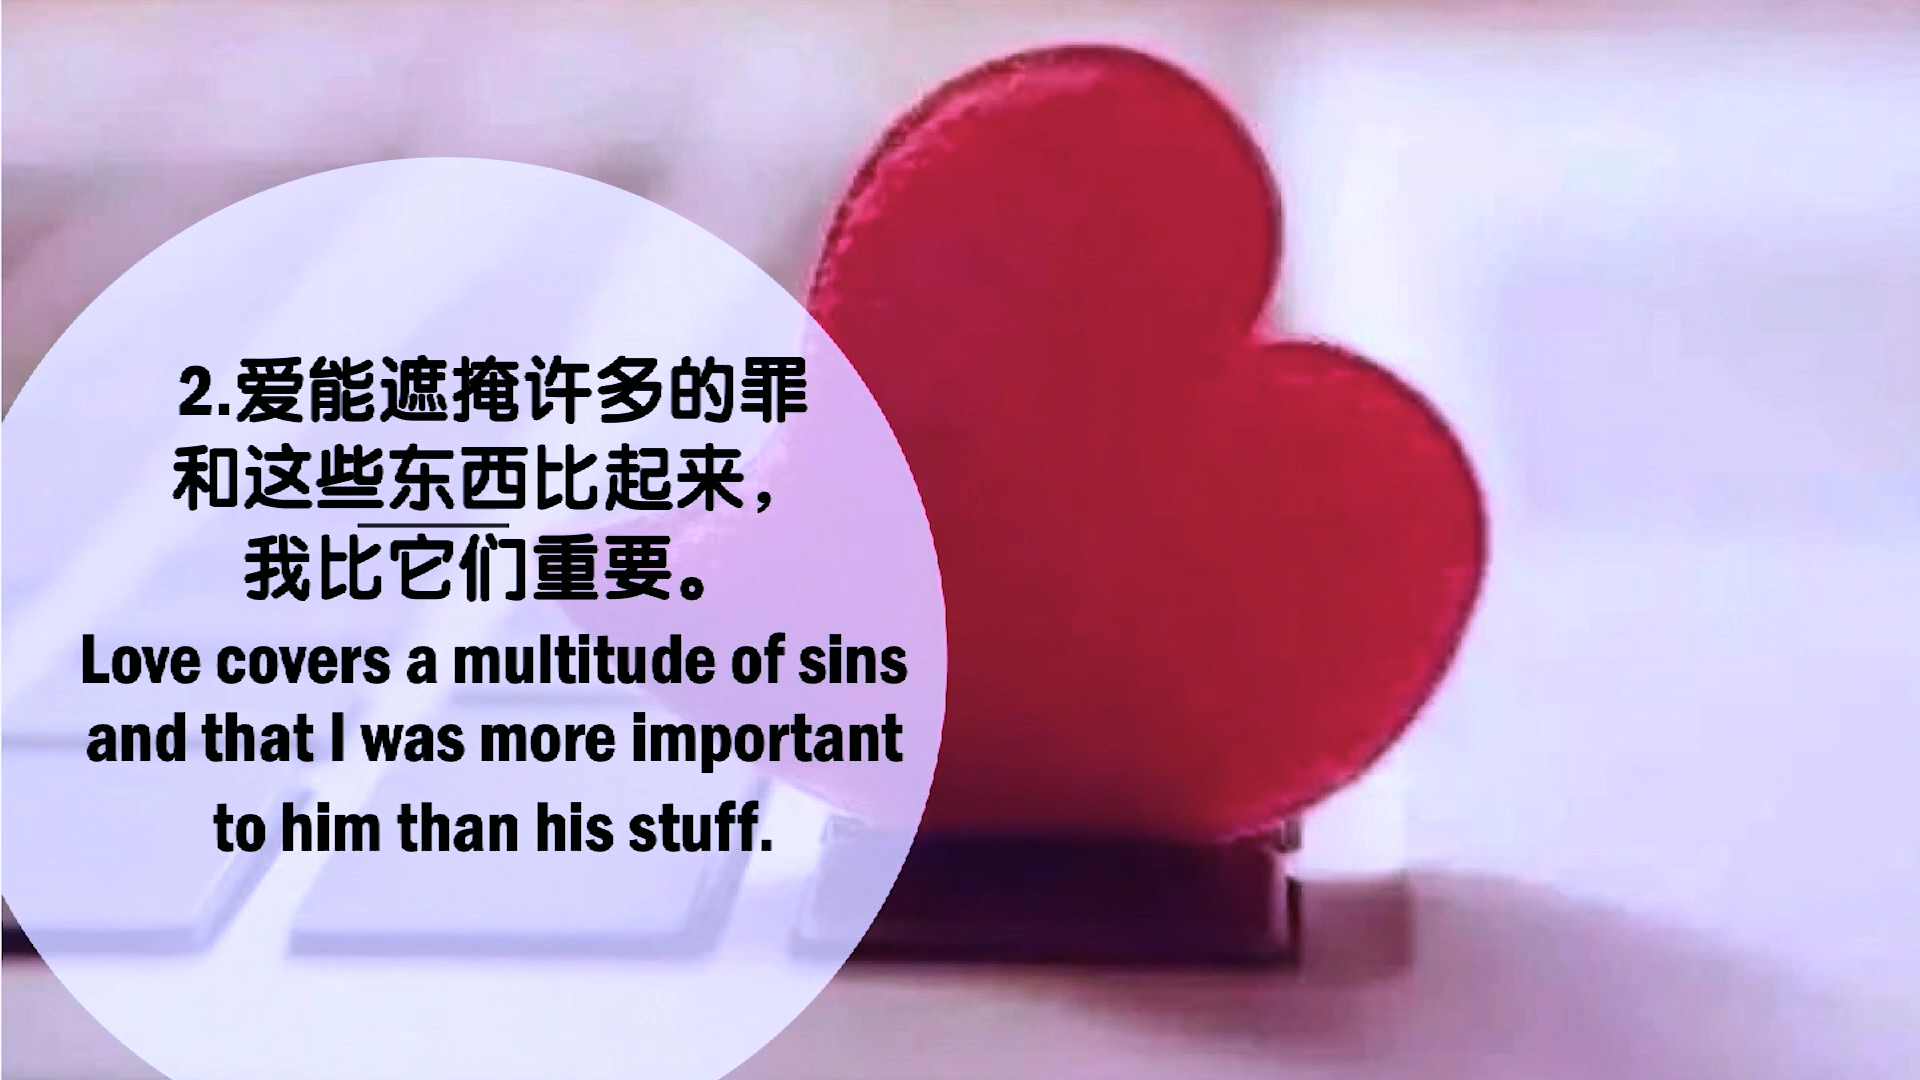 2.爱能遮掩许多的罪
和这些东西比起来，
我比它们重要。
Love covers a multitude of sins
and that I was more important
to him than his stuff.